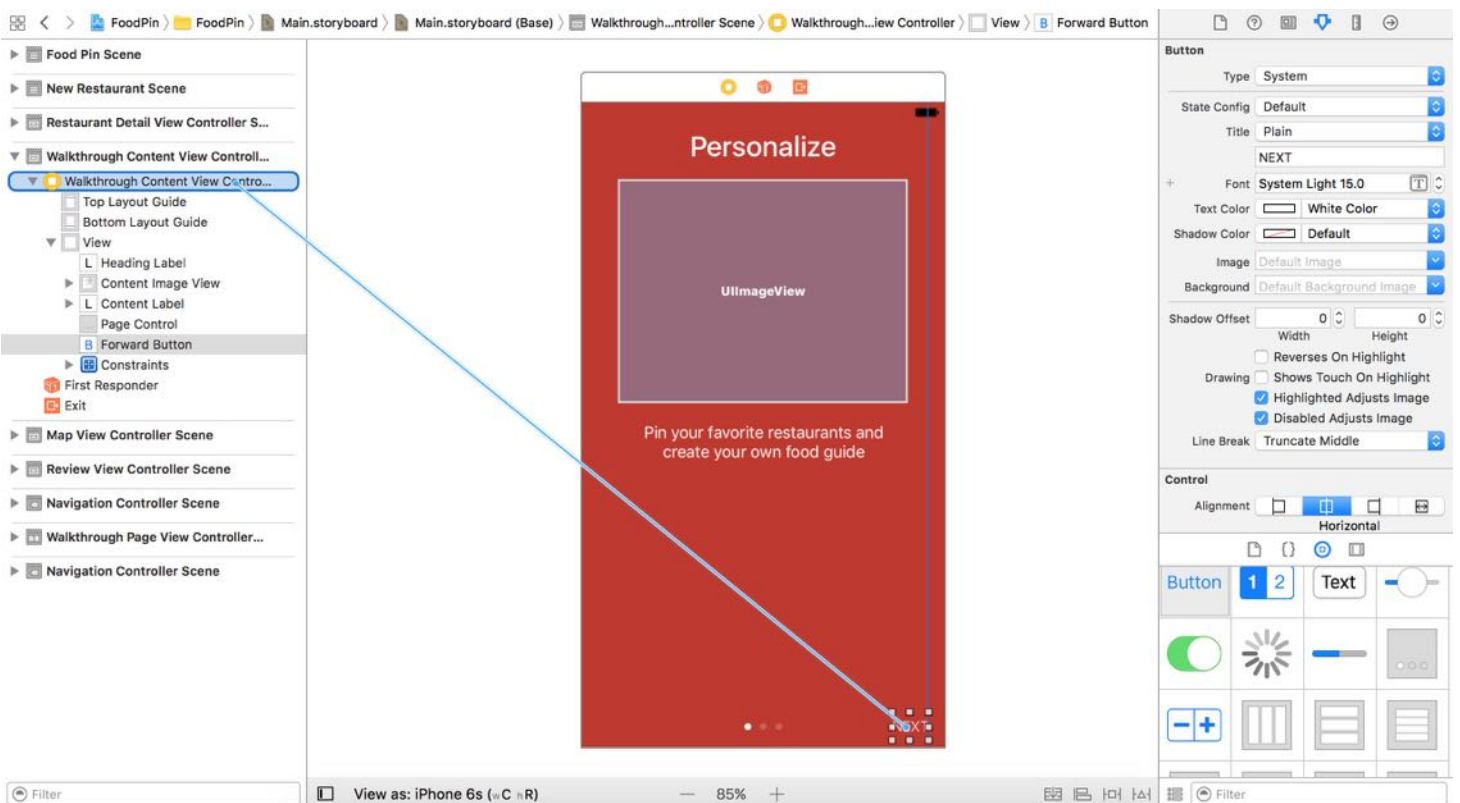 FoodPin 〉 FoodPin 〉 Main.storyboard 〉 Main.storyboard (Base) 〉 Walkthrough...ntroller Scene 〉 Walkthrough...iew Controller 〉 View 〉 B Forward Button
Food Pin Scene
New Restaurant Scene
Restaurant Detail View Controller S...
Walkthrough Content View Controll...
Walkthrough Content View Contro...
Top Layout Guide
Bottom Layout Guide
View
L Heading Label
Content Image View
L Content Label
Page Control
B Forward Button
Constraints
First Responder
Exit
Map View Controller Scene
Review View Controller Scene
Navigation Controller Scene
Walkthrough Page View Controller...
Navigation Controller Scene
Filter
Personalize
UIImageView
Pin your favorite restaurants and
create your own food guide
NEXT
View as: iPhone 6s (wC hR)
— 85% +
Button
Type System
State Config Default
Title Plain
NEXT
+ Font System Light 15.0 T
Text Color White Color
Shadow Color Default
Image Default Image
Background Default Background Image
Shadow Offset 0 0
Width Height
Reverses On Highlight
Drawing Shows Touch On Highlight
Highlighted Adjusts Image
Disabled Adjusts Image
Line Break Truncate Middle
Control
Alignment
Horizontal
Button 1 2 Text
Filter